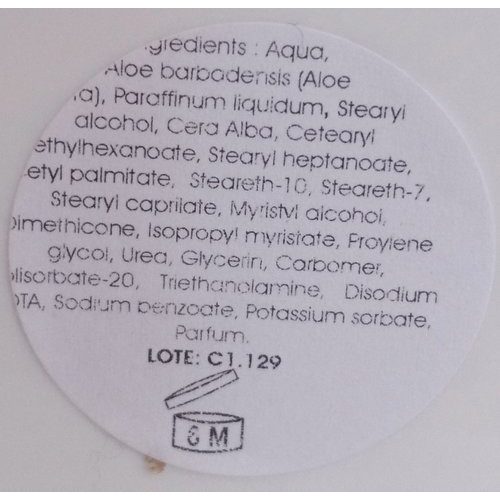 gredients : Aqua,
Aloe barbadensis (Aloe
a), Paraffinum liquidum, Stearyl
alcohol, Cera Alba, Cetearyl
ethylhexanoate, Stearyl heptanoate,
etyl palmitate, Steareth-10, Steareth-7,
Stearyl caprilate, Myristyl alcohol,
imethicone, Isopropyl myristate, Proylene
glycol, Urea, Glycerin, Carbomer,
lisorbate-20, Triethanolamine, Disodium
DTA, Sodium benzoate, Potassium sorbate,
Parfum.
LOTE: C1.129
6 M